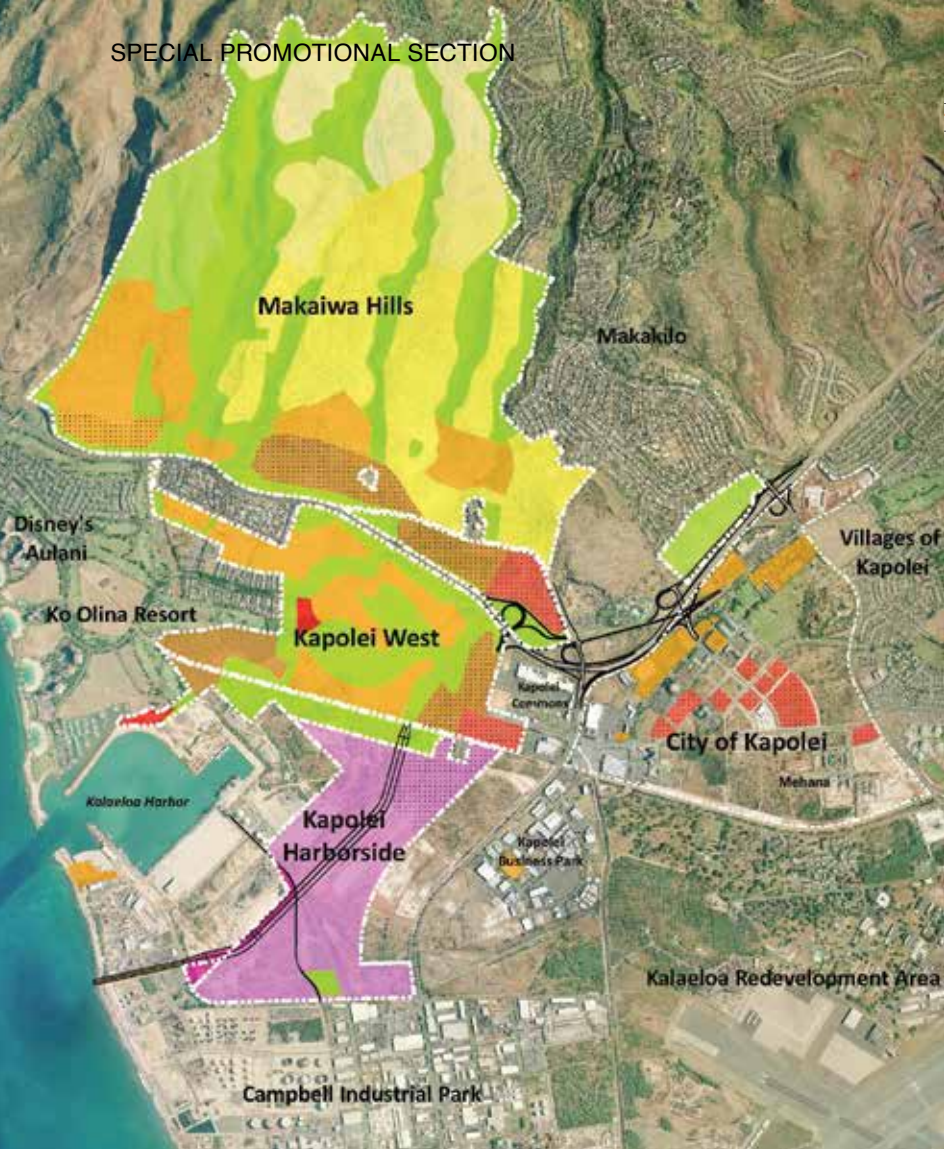 SPECIAL PROMOTIONAL SECTION
Makaiwa Hills
Makakilo
Disney's
Aulani
Villages of
Kapolei
Ko Olina Resort
Kapolei West
Kapolei
Commons
City of Kapolei
Mehana
Kalaeloa Harbor
Kapolei
Harborside
Kapolei
Business Park
Kalaeloa Redevelopment Area
Campbell Industrial Park